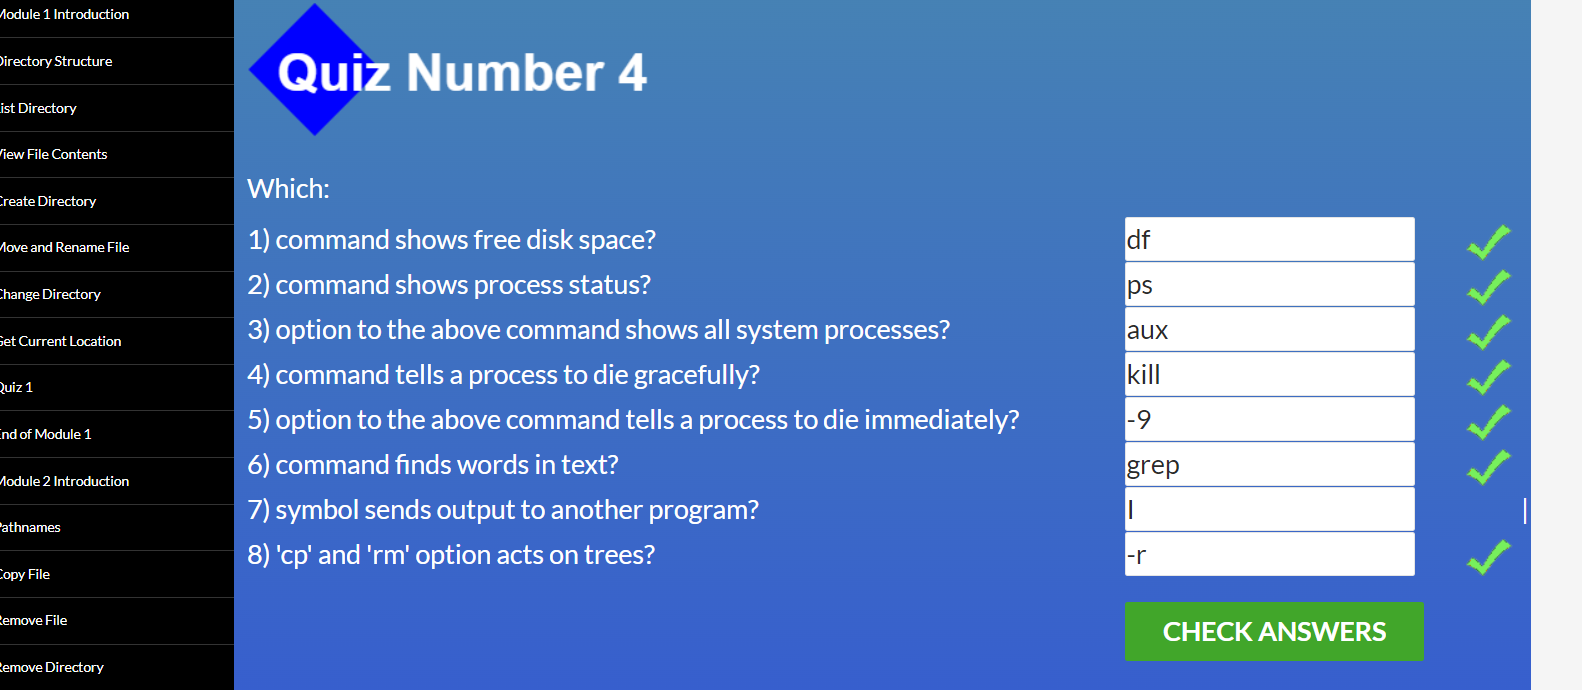 Module 1 Introduction
Directory Structure
List Directory
View File Contents
Create Directory
Move and Rename File
Change Directory
Get Current Location
Quiz 1
End of Module 1
Module 2 Introduction
Pathnames
Copy File
Remove File
Remove Directory
Quiz Number 4
Which:
1) command shows free disk space? df
2) command shows process status? ps
3) option to the above command shows all system processes? aux
4) command tells a process to die gracefully? kill
5) option to the above command tells a process to die immediately? -9
6) command finds words in text? grep
7) symbol sends output to another program? l |
8) 'cp' and 'rm' option acts on trees? -r
CHECK ANSWERS